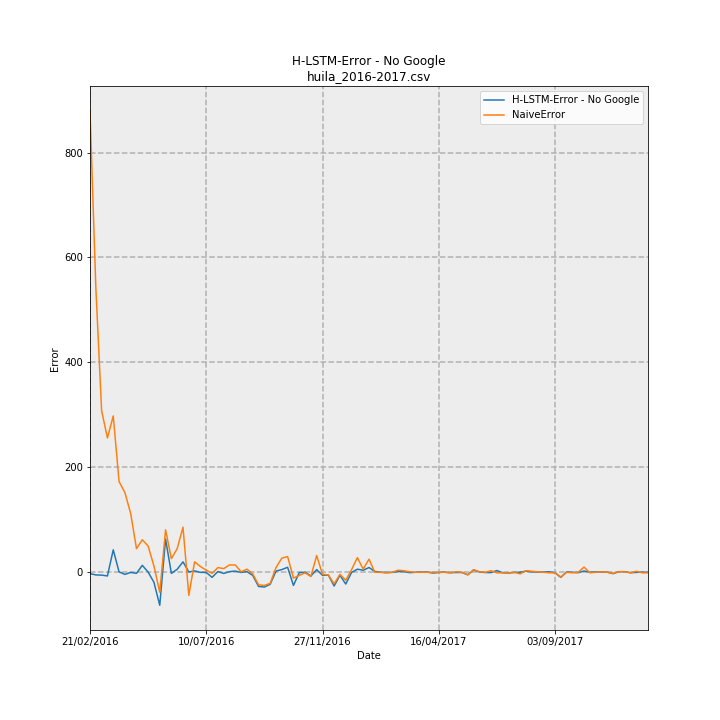 H-LSTM-Error - No Google
huila_2016-2017.csv
H-LSTM-Error - No Google
NaiveError
800
600
400
200
0
Error
21/02/2016
10/07/2016
27/11/2016
16/04/2017
03/09/2017
Date